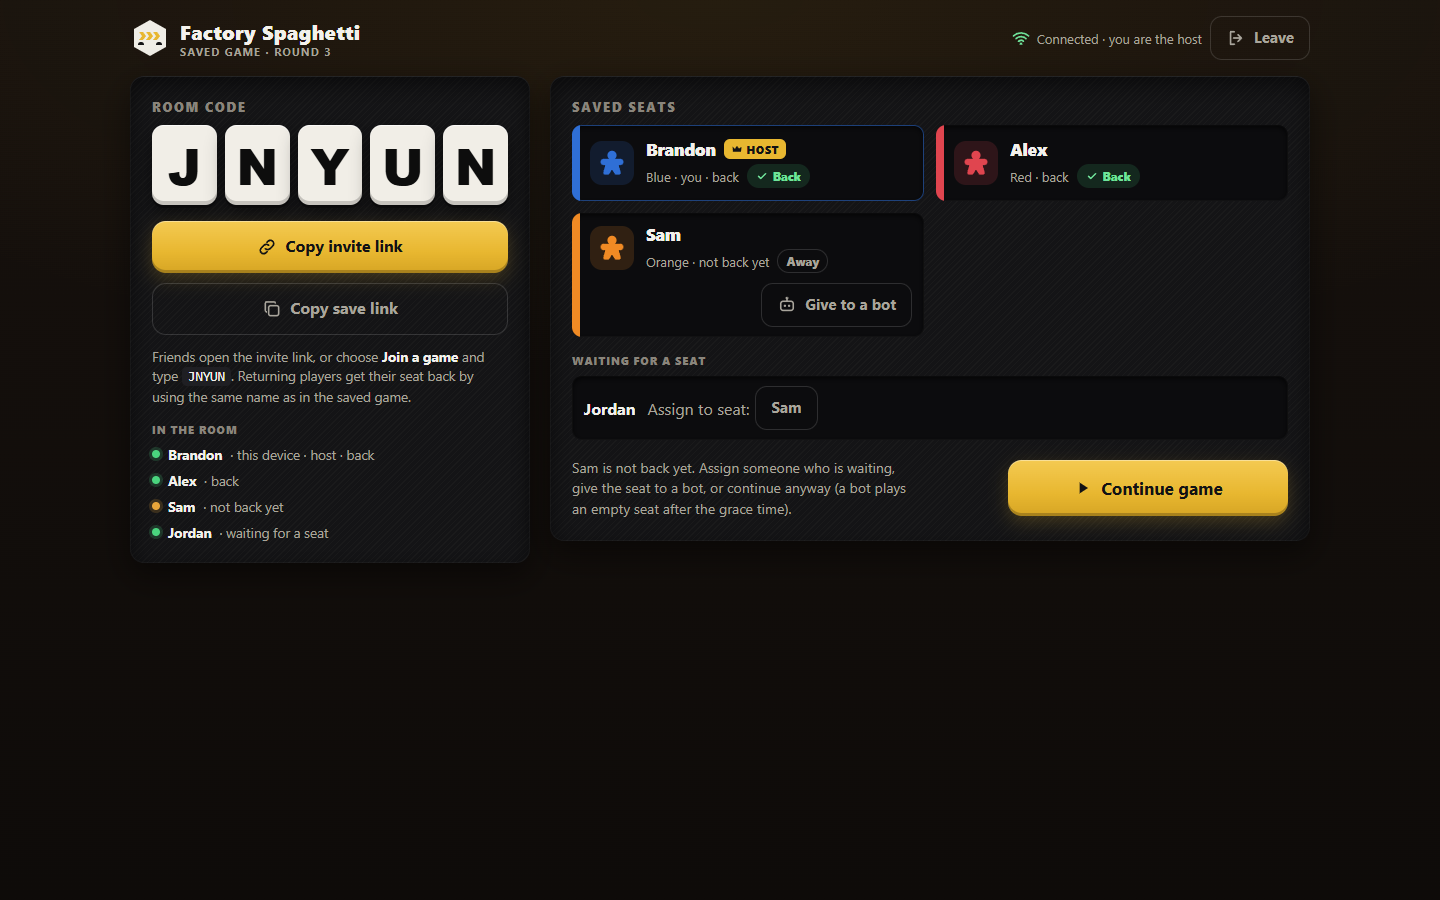 Factory Spaghetti
SAVED GAME · ROUND 3
Connected · you are the host
Leave
ROOM CODE
J N Y U N
Copy invite link
Copy save link
Friends open the invite link, or choose Join a game and
type JNYUN . Returning players get their seat back by
using the same name as in the saved game.
IN THE ROOM
Brandon · this device · host · back
Alex · back
Sam · not back yet
Jordan · waiting for a seat
SAVED SEATS
Brandon HOST
Blue · you · back Back
Alex
Red · back Back
Sam
Orange · not back yet Away
Give to a bot
WAITING FOR A SEAT
Jordan Assign to seat: Sam
Sam is not back yet. Assign someone who is waiting,
give the seat to a bot, or continue anyway (a bot plays
an empty seat after the grace time).
Continue game